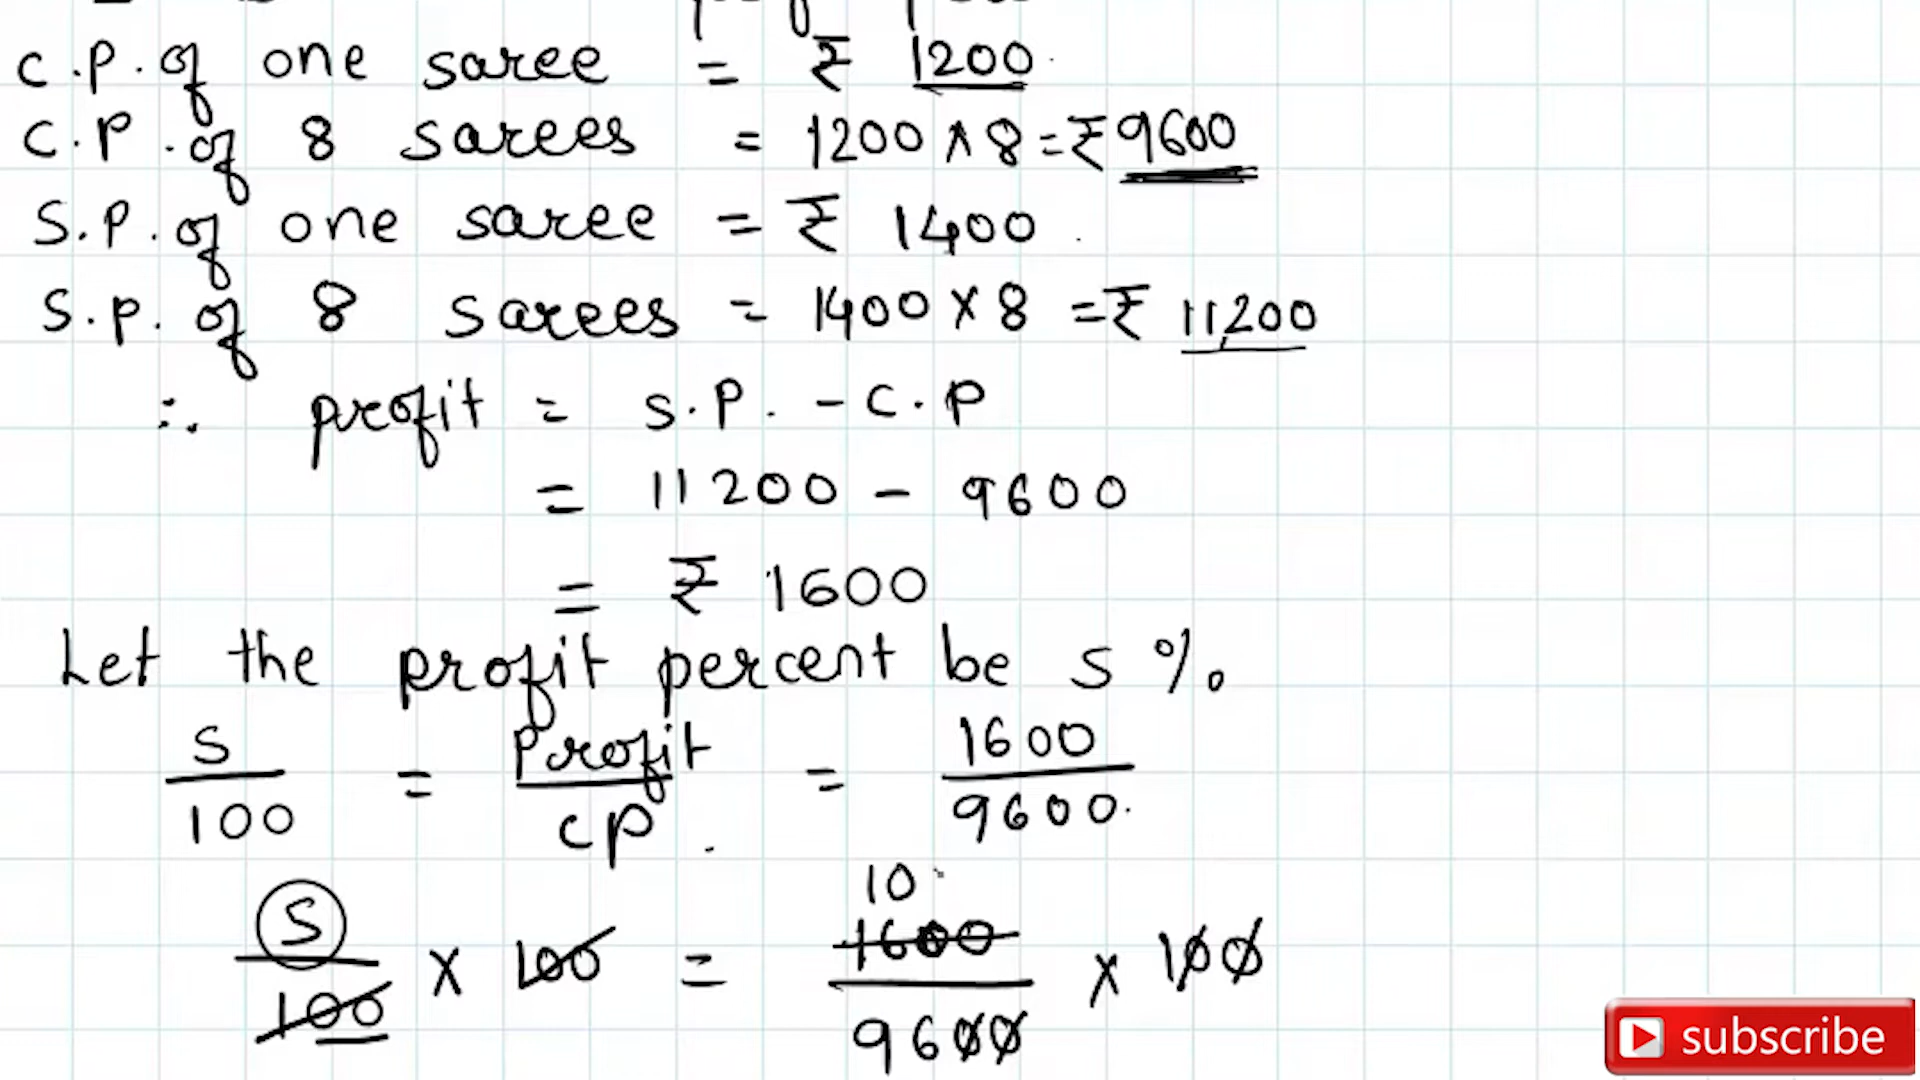 C.P. of one saree = ₹ 1200
C.P. of 8 sarees = 1200 × 8 = ₹ 9600
S.P. of one saree = ₹ 1400
S.P. of 8 sarees = 1400 × 8 = ₹ 11,200
∴ profit = S.P. - C.P
= 11200 - 9600
= ₹ 1600
Let the profit percent be S %
S/100 = Profit/CP. = 1600/9600.
10
S/100 × 100 = 1600/9600 × 100
subscribe